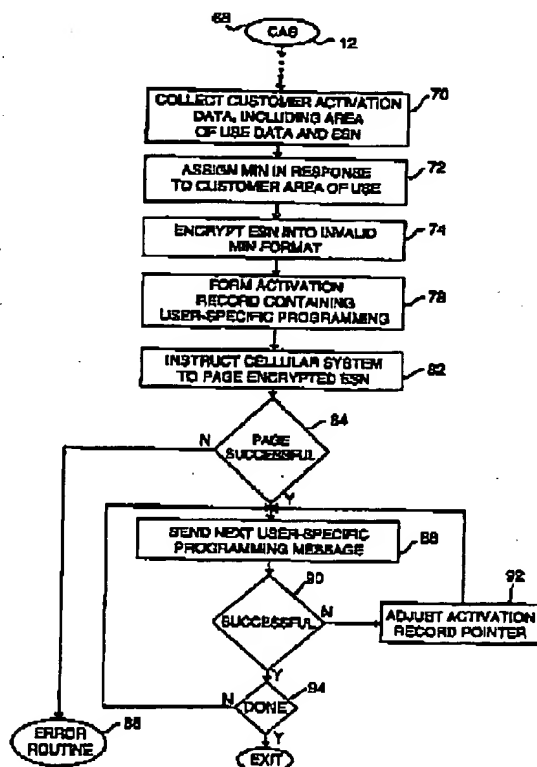 68
CAS
12
COLLECT CUSTOMER ACTIVATION
DATA, INCLUDING AREA
OF USE DATA AND ESN
70
ASSIGN MIN IN RESPONSE
TO CUSTOMER AREA OF USE
72
ENCRYPT ESN INTO INVALID
MIN FORMAT
74
FORM ACTIVATION
RECORD CONTAINING
USER-SPECIFIC PROGRAMMING
78
INSTRUCT CELLULAR SYSTEM
TO PAGE ENCRYPTED ESN
82
84
N
PAGE
SUCCESSFUL
Y
SEND NEXT USER-SPECIFIC
PROGRAMMING MESSAGE
88
90
SUCCESSFUL
N
92
ADJUST ACTIVATION
RECORD POINTER
Y
94
N
DONE
Y
ERROR
ROUTINE
86
EXIT